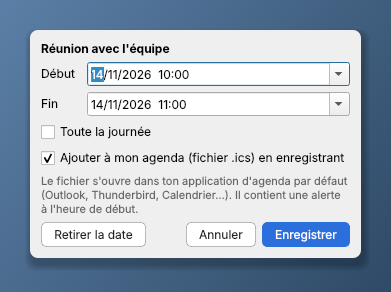 Réunion avec l'équipe
Début 14/11/2026 10:00
Fin 14/11/2026 11:00
Toute la journée
Ajouter à mon agenda (fichier .ics) en enregistrant
Le fichier s'ouvre dans ton application d'agenda par défaut
(Outlook, Thunderbird, Calendrier...). Il contient une alerte
à l'heure de début.
Retirer la date Annuler Enregistrer